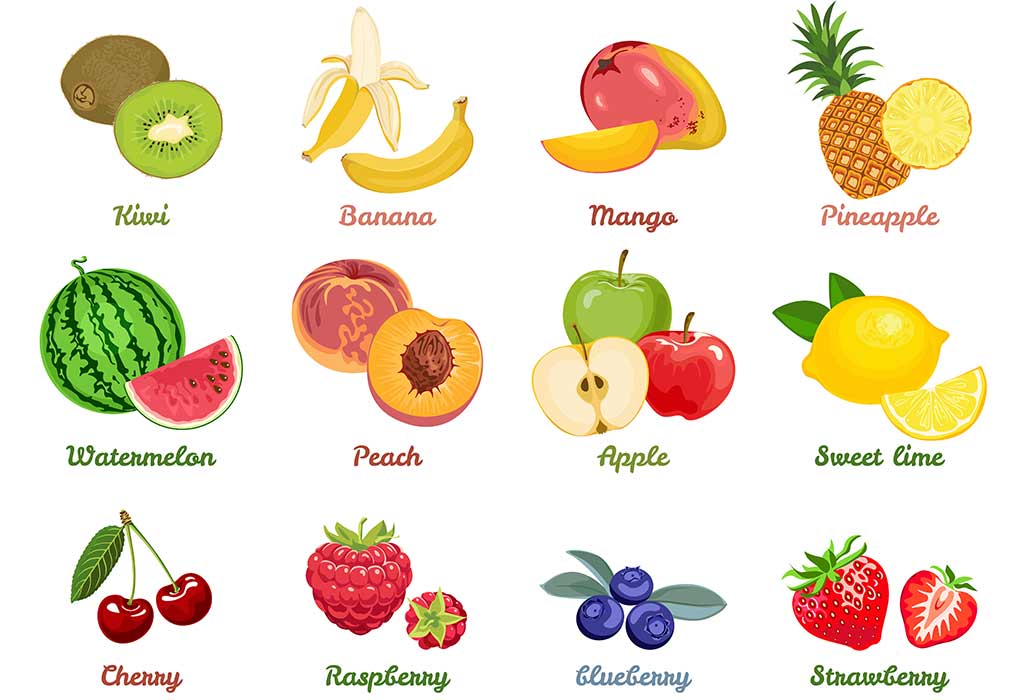 Kiwi
Banana
Mango
Pineapple
Watermelon
Peach
Apple
Sweet lime
Cherry
Raspberry
blueberry
Strawberry